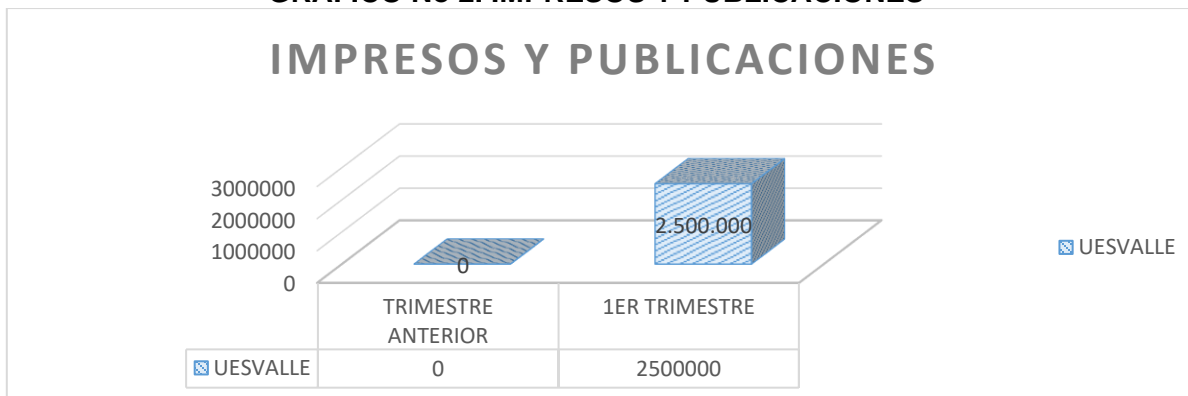 IMPRESOS Y PUBLICACIONES
3000000
2000000
1000000
0
2.500.000
0
UESVALLE
TRIMESTRE ANTERIOR
1ER TRIMESTRE
UESVALLE 0 2500000